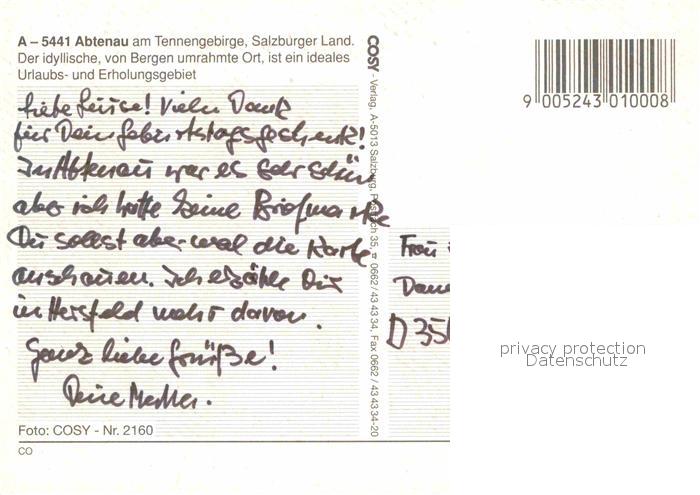 A – 5441 Abtenau am Tennengebirge, Salzburger Land.
Der idyllische, von Bergen umrahmte Ort, ist ein ideales
Urlaubs- und Erholungsgebiet
Liebe Luise! Vielen Dank
für Dein Geburtstagsgeschenk!
In Abtenau war es sehr schön
aber ich hatte keine Briefmarke
Du sollst aber mal die Karte
anschauen. Ich erzähle Dir
in Hersfeld mehr davon.
Ganz liebe Grüße!
Deine
Foto: COSY - Nr. 2160
CO
COSY - Verlag, A-5013 Salzburg, Postfach 35, ☎ 0662/43 43 34, Fax 0662/43 43 34-20
9 005243 010008
Frau
D 35
privacy protection
Datenschutz